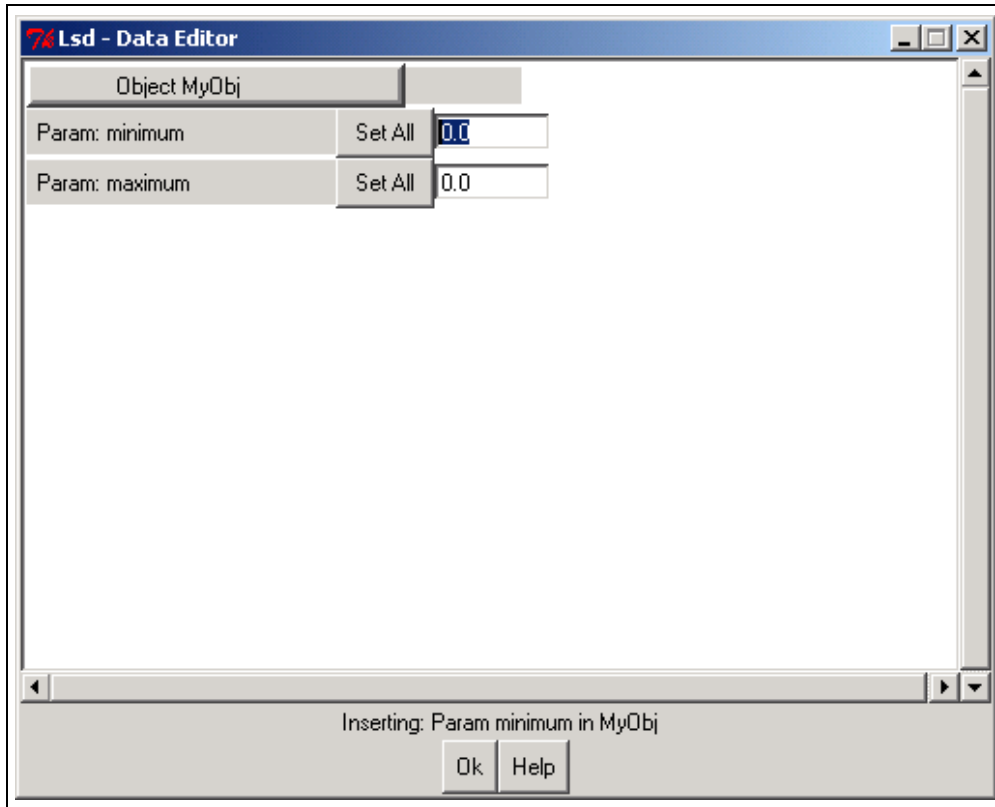 Lsd - Data Editor
Object MyObj
Param: minimum Set All 0.0
Param: maximum Set All 0.0
Inserting: Param minimum in MyObj
Ok Help